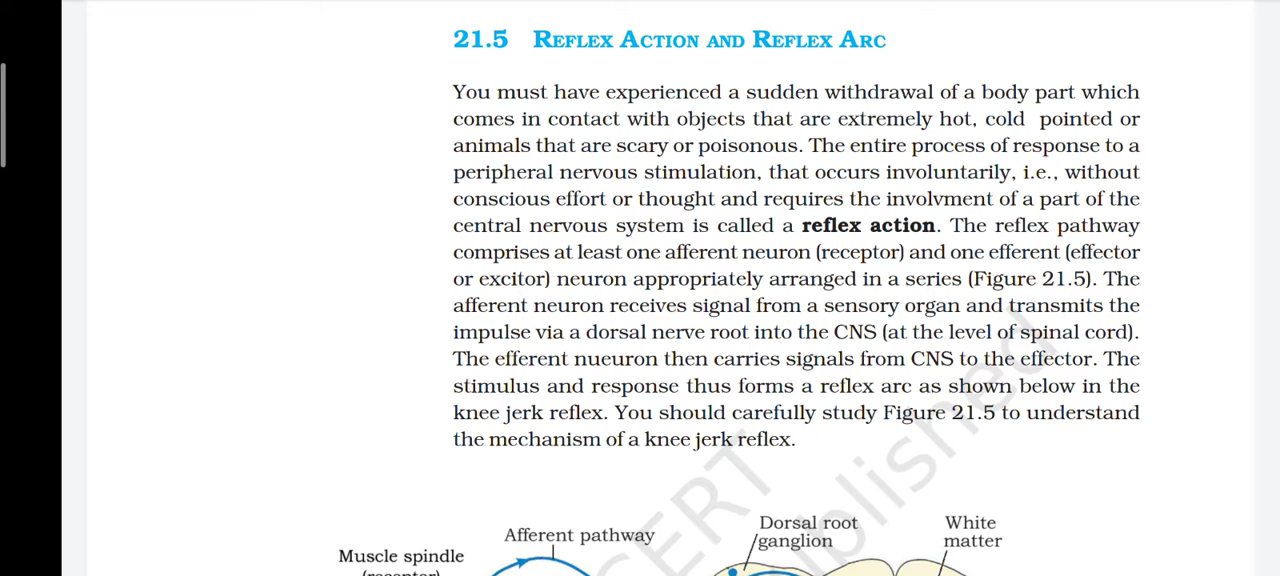 21.5 REFLEX ACTION AND REFLEX ARC
You must have experienced a sudden withdrawal of a body part which
comes in contact with objects that are extremely hot, cold pointed or
animals that are scary or poisonous. The entire process of response to a
peripheral nervous stimulation, that occurs involuntarily, i.e., without
conscious effort or thought and requires the involvment of a part of the
central nervous system is called a reflex action. The reflex pathway
comprises at least one afferent neuron (receptor) and one efferent (effector
or excitor) neuron appropriately arranged in a series (Figure 21.5). The
afferent neuron receives signal from a sensory organ and transmits the
impulse via a dorsal nerve root into the CNS (at the level of spinal cord).
The efferent nueuron then carries signals from CNS to the effector. The
stimulus and response thus forms a reflex arc as shown below in the
knee jerk reflex. You should carefully study Figure 21.5 to understand
the mechanism of a knee jerk reflex.
Afferent pathway
Dorsal root
ganglion
White
matter
Muscle spindle
(receptor)